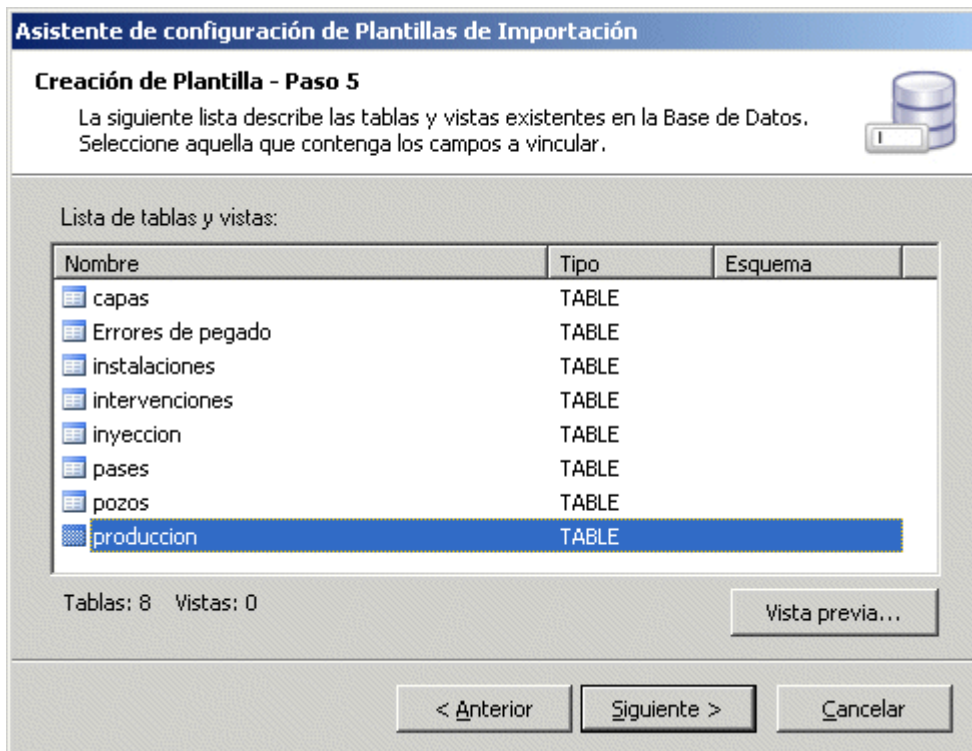 Asistente de configuración de Plantillas de Importación
Creación de Plantilla - Paso 5
La siguiente lista describe las tablas y vistas existentes en la Base de Datos.
Seleccione aquella que contenga los campos a vincular.
Lista de tablas y vistas:
Nombre Tipo Esquema
capas TABLE
Errores de pegado TABLE
instalaciones TABLE
intervenciones TABLE
inyeccion TABLE
pases TABLE
pozos TABLE
produccion TABLE
Tablas: 8 Vistas: 0
Vista previa...
< Anterior Siguiente > Cancelar